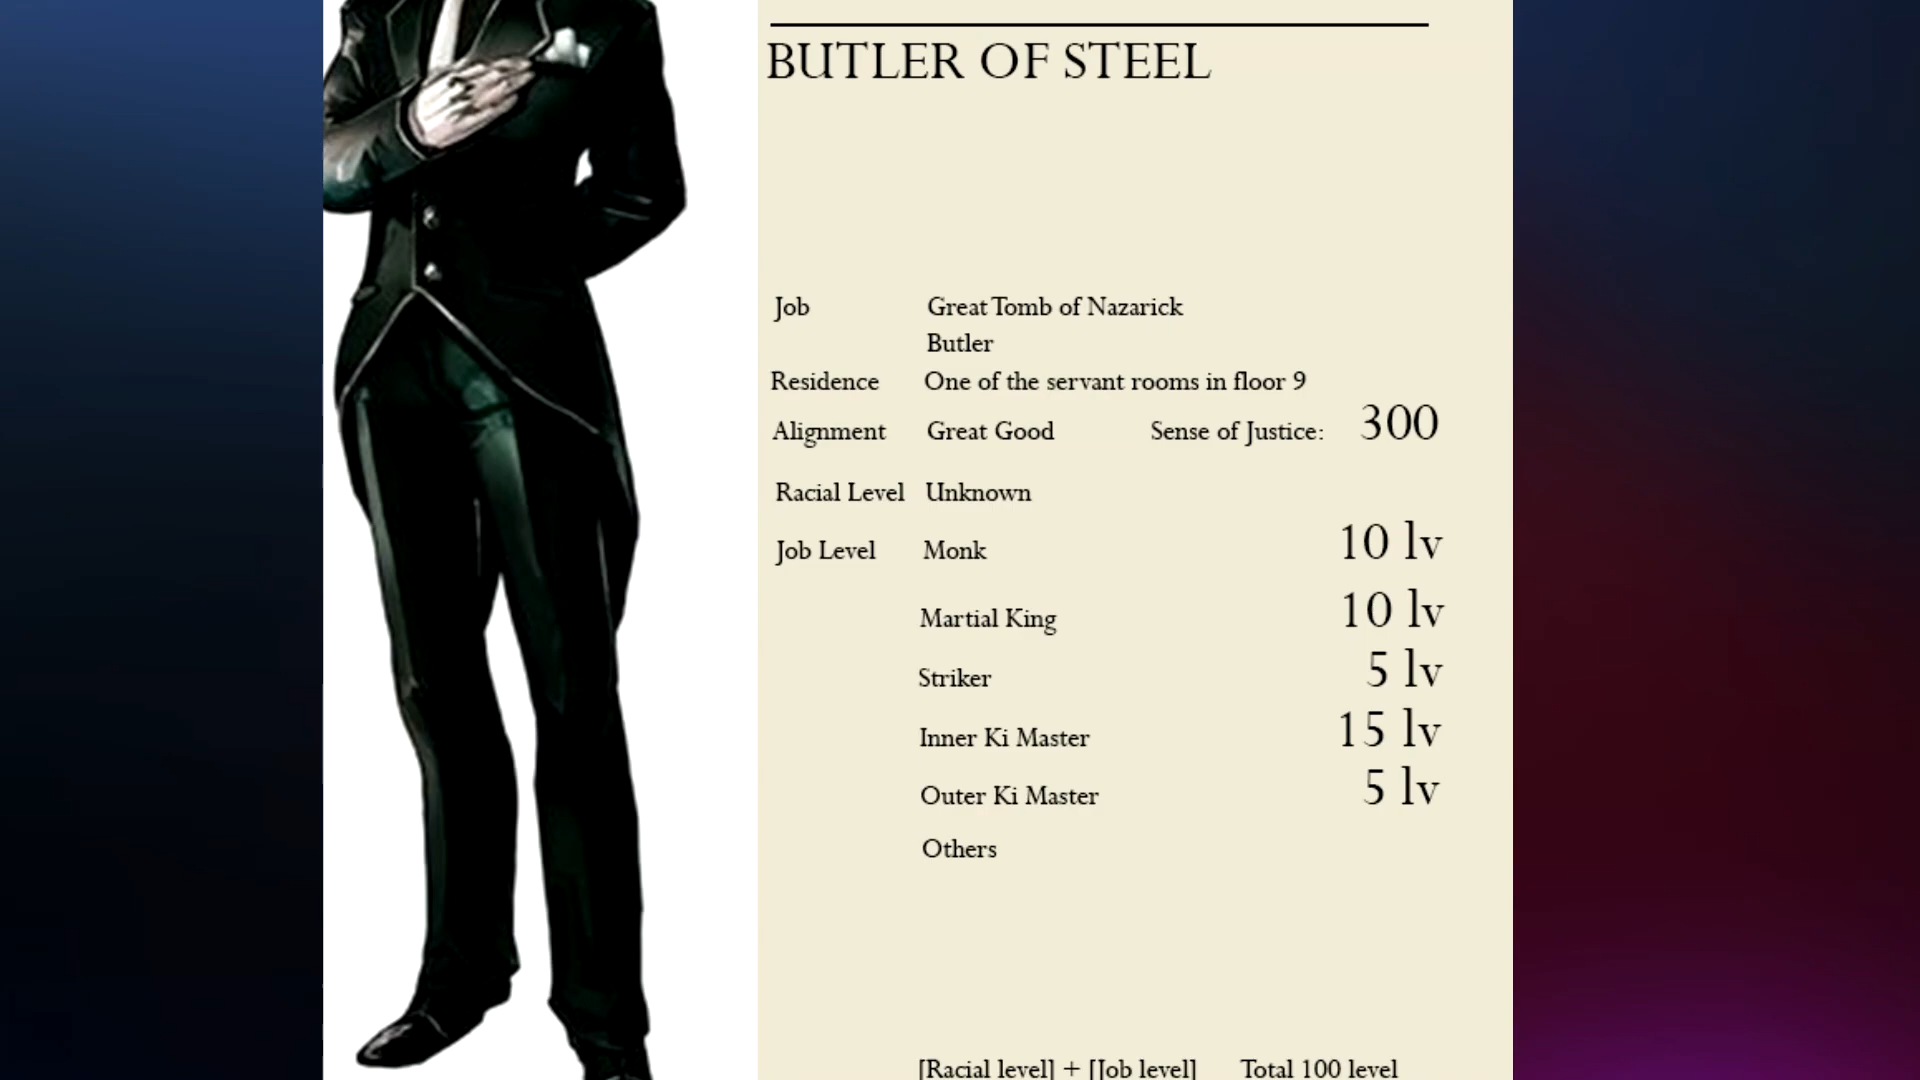 BUTLER OF STEEL
Job Great Tomb of Nazarick
Butler
Residence One of the servant rooms in floor 9
Alignment Great Good Sense of Justice: 300
Racial Level Unknown
Job Level Monk 10 lv
Martial King 10 lv
Striker 5 lv
Inner Ki Master 15 lv
Outer Ki Master 5 lv
Others
[Racial level] + [Job level] Total 100 level